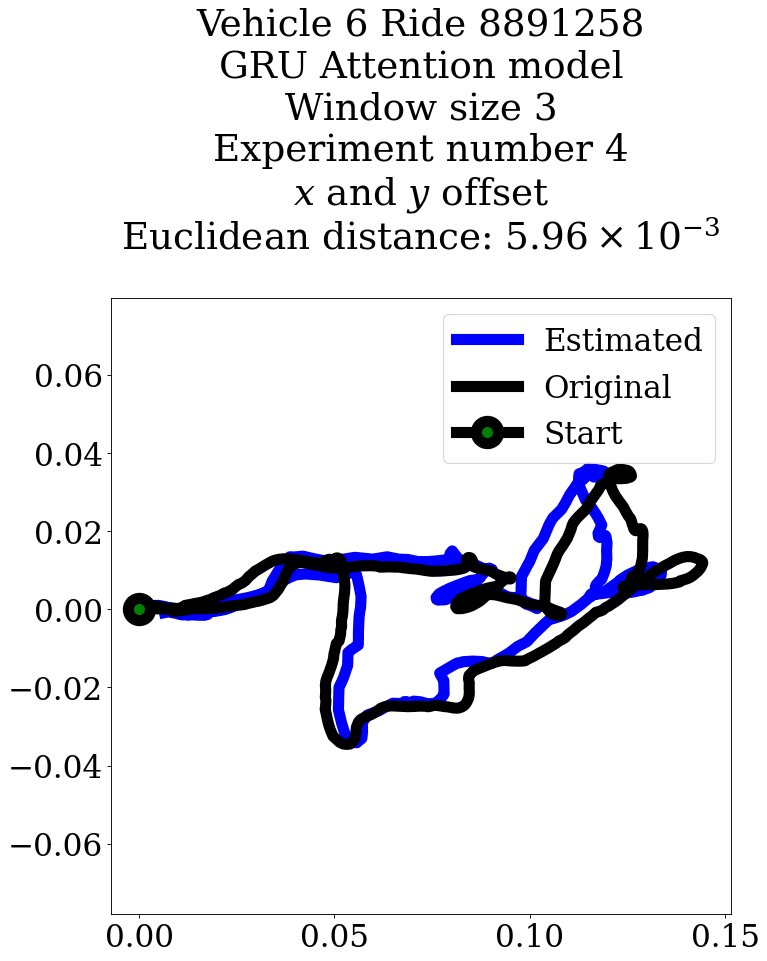 Vehicle 6 Ride 8891258
GRU Attention model
Window size 3
Experiment number 4
x and y offset
Euclidean distance: 5.96 × 10⁻³
Estimated
Original
Start
0.06
0.04
0.02
0.00
−0.02
−0.04
−0.06
0.00 0.05 0.10 0.15